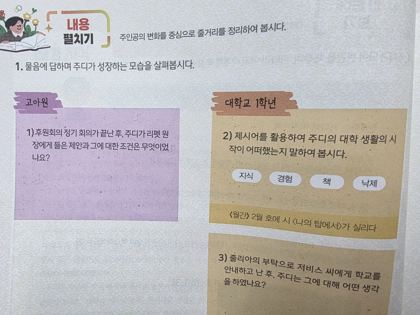 내용
펼치기
주인공의 변화를 중심으로 줄거리를 정리하여 봅시다.
1. 물음에 답하며 주디가 성장하는 모습을 살펴봅시다.
고아원
1) 후원회의 정기 회의가 끝난 후, 주디가 리펫 원
장에게 들은 제안과 그에 대한 조건은 무엇이었
나요?
대학교 1학년
2) 제시어를 활용하여 주디의 대학 생활의 시
작이 어떠했는지 말하여 봅시다.
지식 경험 책 낙제
《월간》 2월 호에 시 〈나의 탑에서〉가 실리다
3) 줄리아의 부탁으로 저비스 씨에게 학교를
안내하고 난 후, 주디는 그에 대해 어떤 생각
을 하였나요?